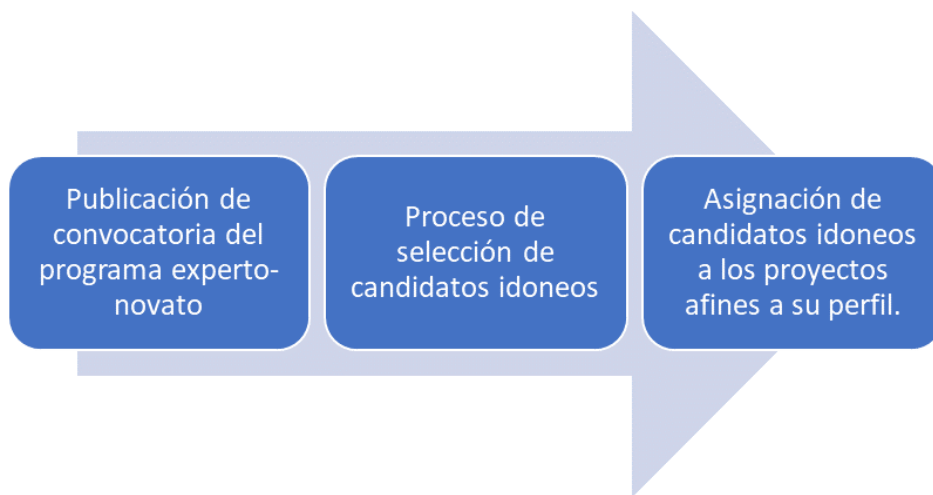 Publicación de
convocatoria del
programa experto-
novato
Proceso de
selección de
candidatos idoneos
Asignación de
candidatos idoneos
a los proyectos
afines a su perfil.